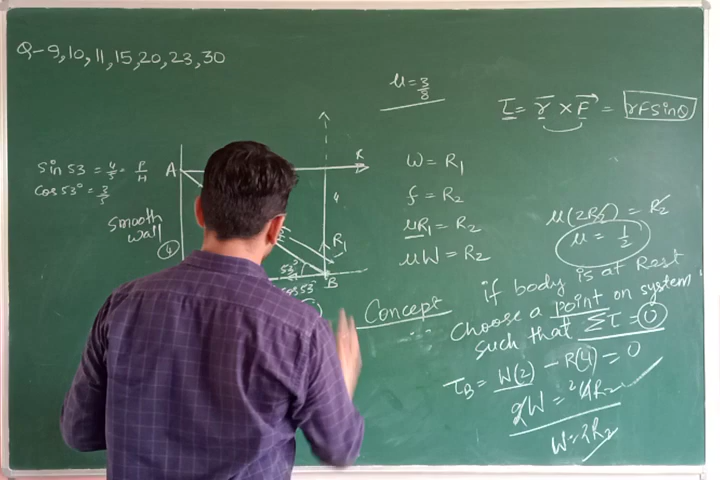 Q-9,10,11,15,20,23,30
μ=3/8
τ = r × F = rFsinθ
Sin 53 = 4/5 = P/H
Cos 53° = 3/5
A
R
4
Smooth
wall
4
R1
53°
B
cos53°
W = R1
f = R2
μR1 = R2
μW = R2
μ(2R2) = R2
μ = 1/2
Concept
if body is at Rest
Choose a point on system
such that Στ = 0
τB = W(2) - R(4) = 0
2W = 4R2
W=2R2